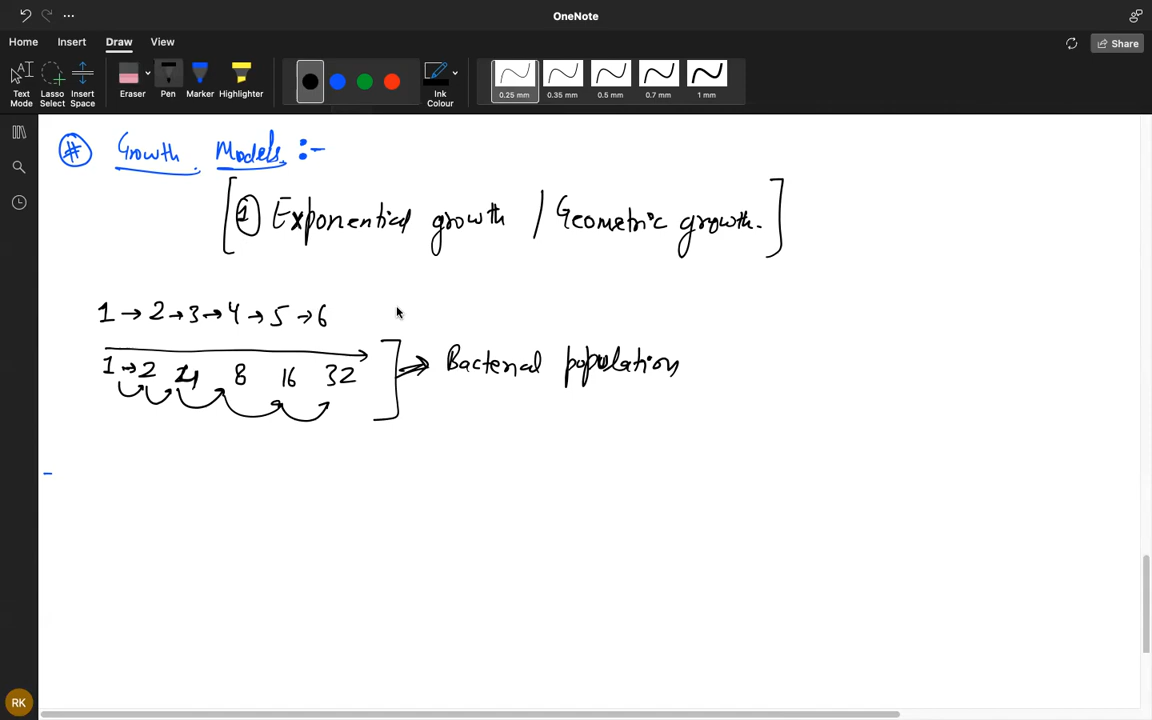 OneNote
Home Insert Draw View
Share
Text Mode
Lasso Select
Insert Space
Eraser
Pen
Marker
Highlighter
Ink Colour
0.25 mm
0.35 mm
0.5 mm
0.7 mm
1 mm
# Growth Models :-
[① Exponential growth / Geometric growth.]
1 → 2 → 3 → 4 → 5 → 6
1 → 2 4 8 16 32 ] ⇒ Bacterial population
RK